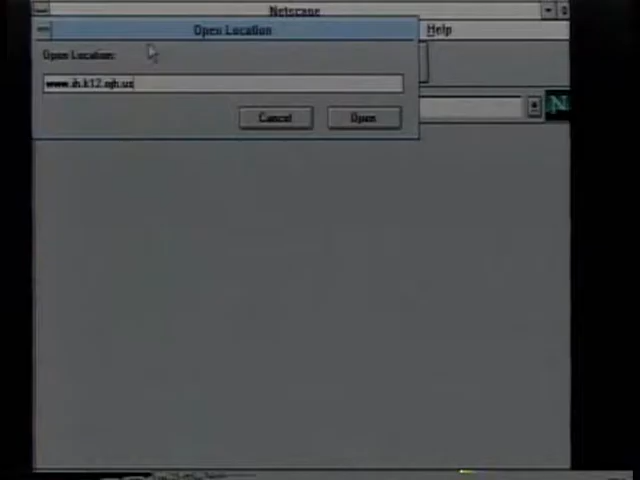 Netscape
Open Location
Help
Open Location:
Cancel
Open
N